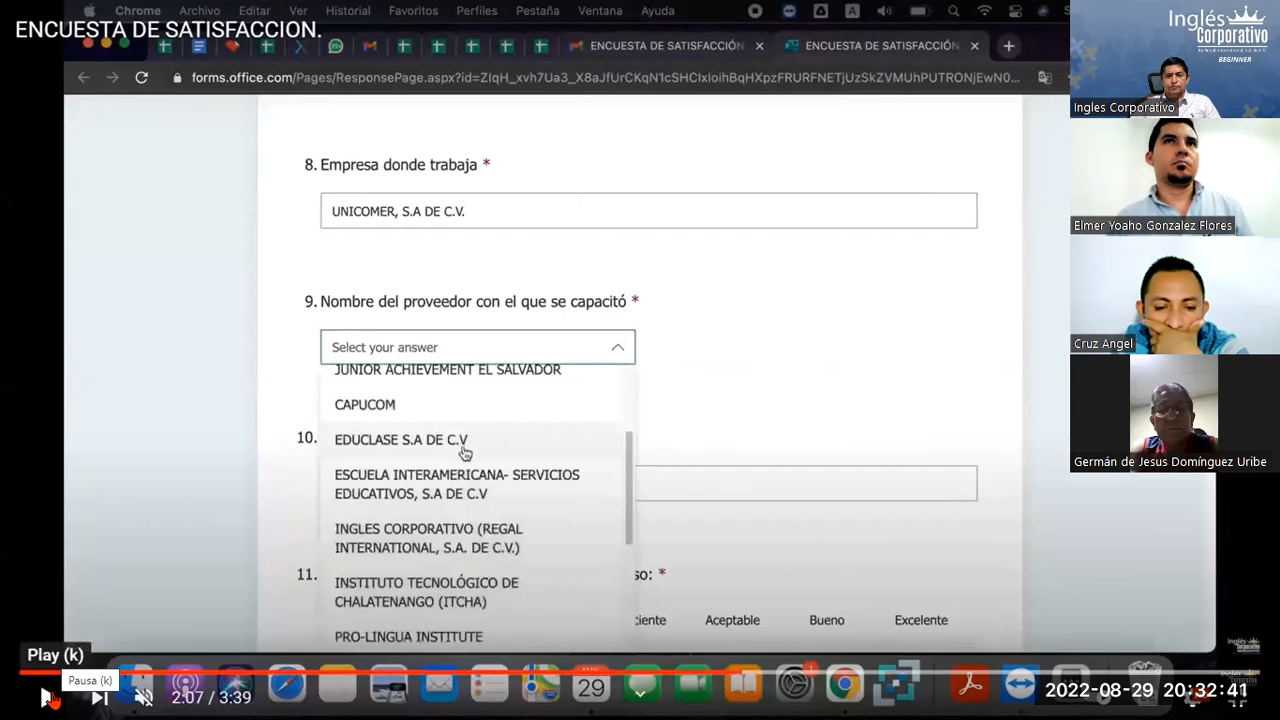 ENCUESTA DE SATISFACCION.
Chrome Archivo Editar Ver Historial Favoritos Perfiles Pestaña Ventana Ayuda
ENCUESTA DE SATISFACCIÓN
ENCUESTA DE SATISFACCIÓN
forms.office.com/Pages/ResponsePage.aspx?id=
8. Empresa donde trabaja *
UNICOMER, S.A DE C.V.
9. Nombre del proveedor con el que se capacitó *
Select your answer
JUNIOR ACHIEVEMENT EL SALVADOR
CAPUCOM
10.
EDUCLASE S.A DE C.V
ESCUELA INTERAMERICANA- SERVICIOS
EDUCATIVOS, S.A DE C.V
INGLES CORPORATIVO (REGAL
INTERNATIONAL, S.A. DE C.V.)
11.
INSTITUTO TECNOLÓGICO DE
CHALATENANGO (ITCHA)
so: *
ciente Aceptable Bueno Excelente
PRO-LINGUA INSTITUTE
Play (k)
Pausa (k)
2:07 / 3:39
29
2022-08-29 20:32:41
Inglés
Corporativo
BEGINNER
Ingles Corporativo
Elmer Yoaho Gonzalez Flores
Cruz Angel
Germán de Jesus Domínguez Uribe